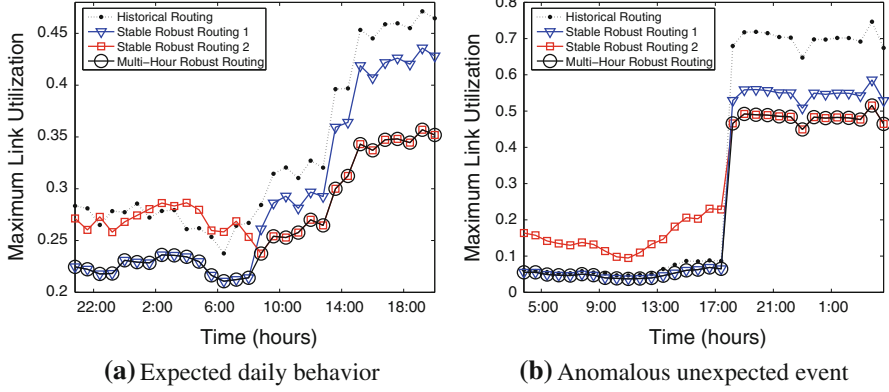 Historical Routing
Stable Robust Routing 1
Stable Robust Routing 2
Multi-Hour Robust Routing
Maximum Link Utilization
0.45
0.4
0.35
0.3
0.25
0.2
22:00 2:00 6:00 10:00 14:00 18:00
Time (hours)
(a) Expected daily behavior
Historical Routing
Stable Robust Routing 1
Stable Robust Routing 2
Multi-Hour Robust Routing
Maximum Link Utilization
0.8
0.7
0.6
0.5
0.4
0.3
0.2
0.1
0
5:00 9:00 13:00 17:00 21:00 1:00
Time (hours)
(b) Anomalous unexpected event